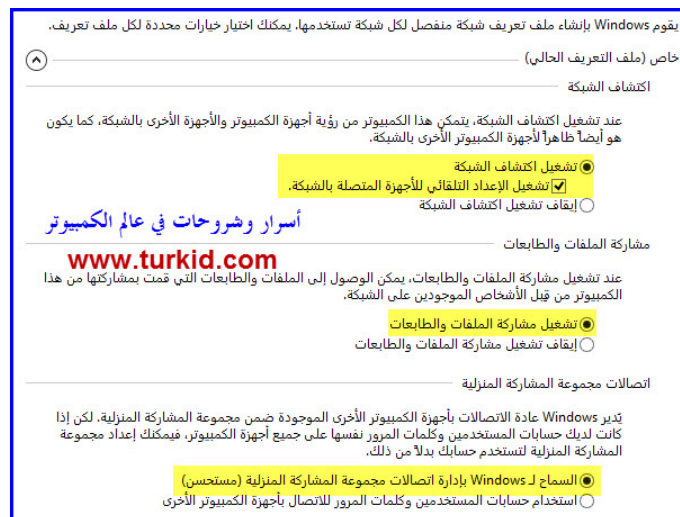 يقوم Windows بإنشاء ملف تعريف شبكة منفصل لكل شبكة تستخدمها. يمكنك اختيار خيارات محددة لكل ملف تعريف.
خاص (ملف التعريف الحالي)
اكتشاف الشبكة
عند تشغيل اكتشاف الشبكة، يتمكن هذا الكمبيوتر من رؤية أجهزة الكمبيوتر والأجهزة الأخرى بالشبكة، كما يكون
هو أيضاً ظاهراً لأجهزة الكمبيوتر الأخرى بالشبكة.
تشغيل اكتشاف الشبكة
تشغيل الإعداد التلقائي للأجهزة المتصلة بالشبكة.
إيقاف تشغيل اكتشاف الشبكة
أسرار وشروحات في عالم الكمبيوتر
مشاركة الملفات والطابعات
www.turkid.com
عند تشغيل مشاركة الملفات والطابعات، يمكن الوصول إلى الملفات والطابعات التي قمت بمشاركتها من هذا
الكمبيوتر من قِبل الأشخاص الموجودين على الشبكة.
تشغيل مشاركة الملفات والطابعات
إيقاف تشغيل مشاركة الملفات والطابعات
اتصالات مجموعة المشاركة المنزلية
يُدير Windows عادة الاتصالات بأجهزة الكمبيوتر الأخرى الموجودة ضمن مجموعة المشاركة المنزلية. لكن إذا
كانت لديك حسابات المستخدمين وكلمات المرور نفسها على جميع أجهزة الكمبيوتر، فيمكنك إعداد مجموعة
المشاركة المنزلية لتستخدم حسابك بدلاً من ذلك.
السماح لـ Windows بإدارة اتصالات مجموعة المشاركة المنزلية (مستحسن)
استخدام حسابات المستخدمين وكلمات المرور للاتصال بأجهزة الكمبيوتر الأخرى